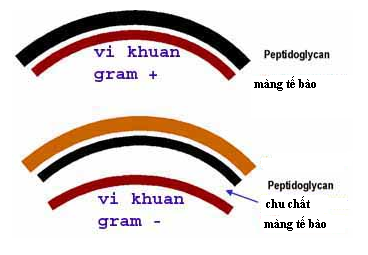 vi khuan
gram +
Peptidoglycan
màng tế bào
vi khuan
gram -
Peptidoglycan
chu chất
màng tế bào